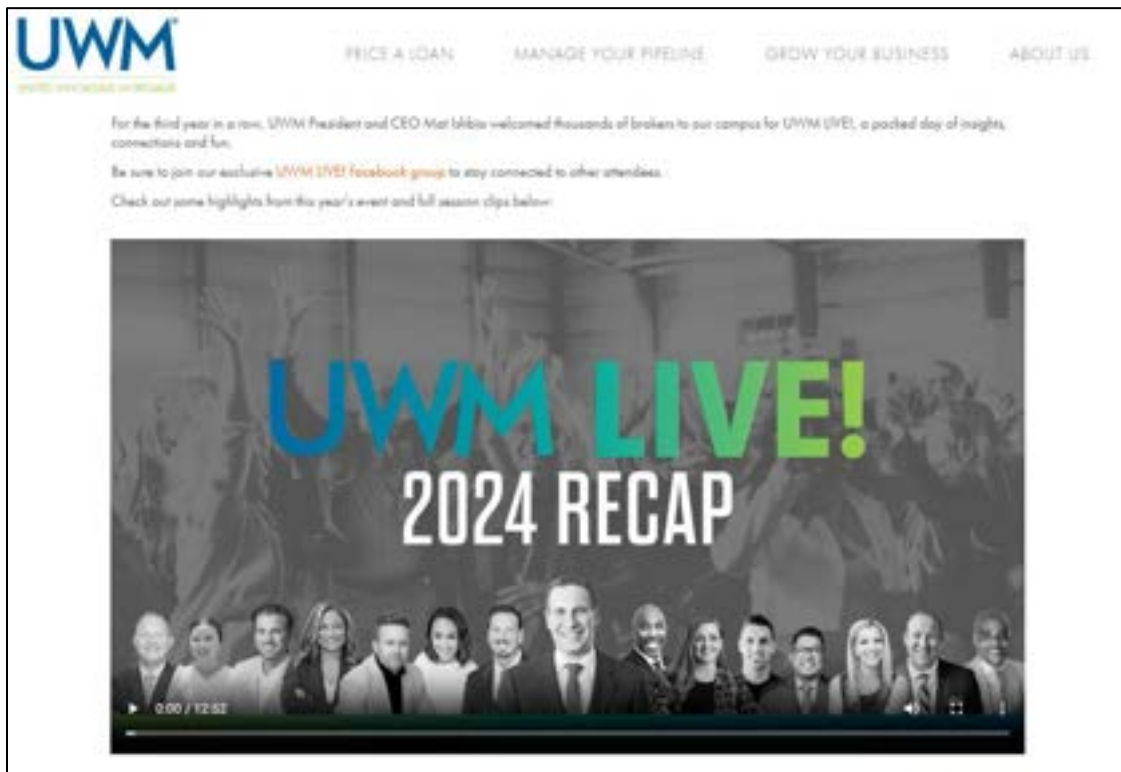 UWM
UNITED WHOLESALE MORTGAGE
PRICE A LOAN MANAGE YOUR PIPELINE GROW YOUR BUSINESS ABOUT US
For the third year in a row, UWM President and CEO Mat Ishbia welcomed thousands of brokers to our campus for UWM LIVE!, a packed day of insights,
connections and fun.
Be sure to join our exclusive UWM LIVE! Facebook group to stay connected to other attendees.
Check out some highlights from this year's event and full session clips below:
UWM LIVE!
2024 RECAP
0:00 / 12:52